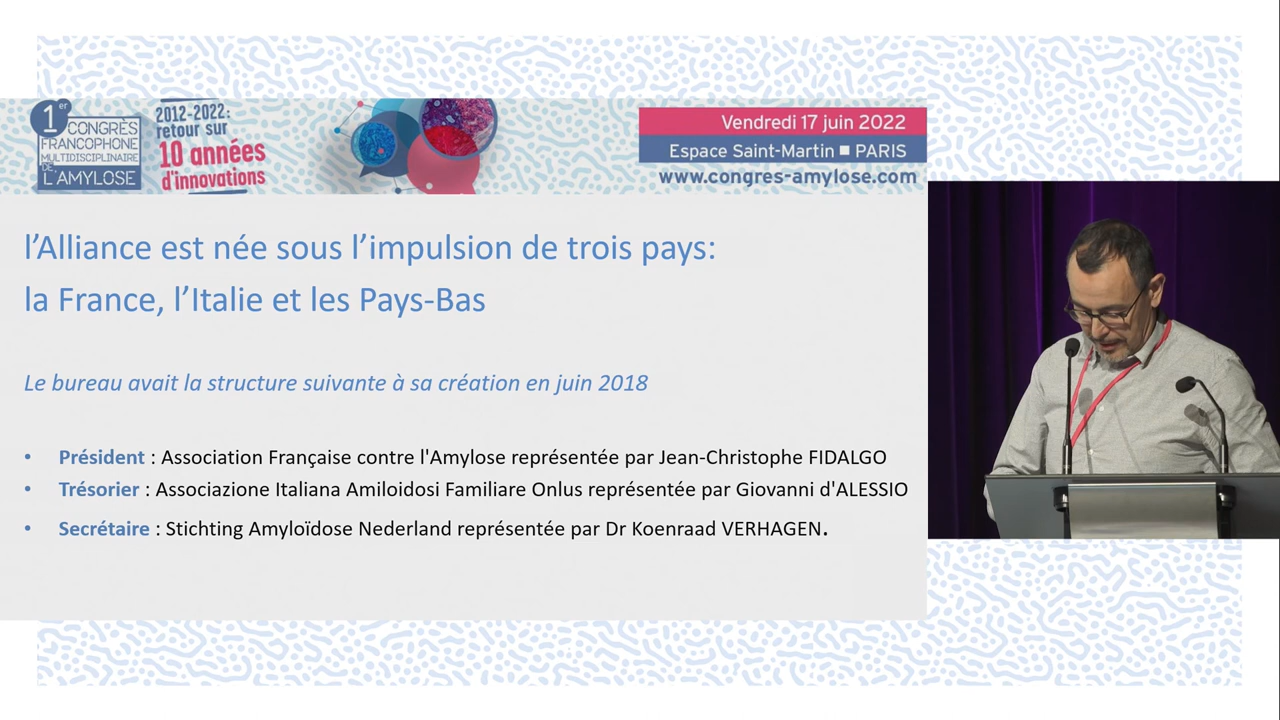 1er
CONGRÈS
FRANCOPHONE
MULTIDISCIPLINAIRE
DE
L'AMYLOSE
2012-2022:
retour sur
10 années
d'innovations
Vendredi 17 juin 2022
Espace Saint-Martin ■ PARIS
www.congres-amylose.com
l’Alliance est née sous l’impulsion de trois pays:
la France, l’Italie et les Pays-Bas
Le bureau avait la structure suivante à sa création en juin 2018
• Président : Association Française contre l'Amylose représentée par Jean-Christophe FIDALGO
• Trésorier : Associazione Italiana Amiloidosi Familiare Onlus représentée par Giovanni d'ALESSIO
• Secrétaire : Stichting Amyloïdose Nederland représentée par Dr Koenraad VERHAGEN.